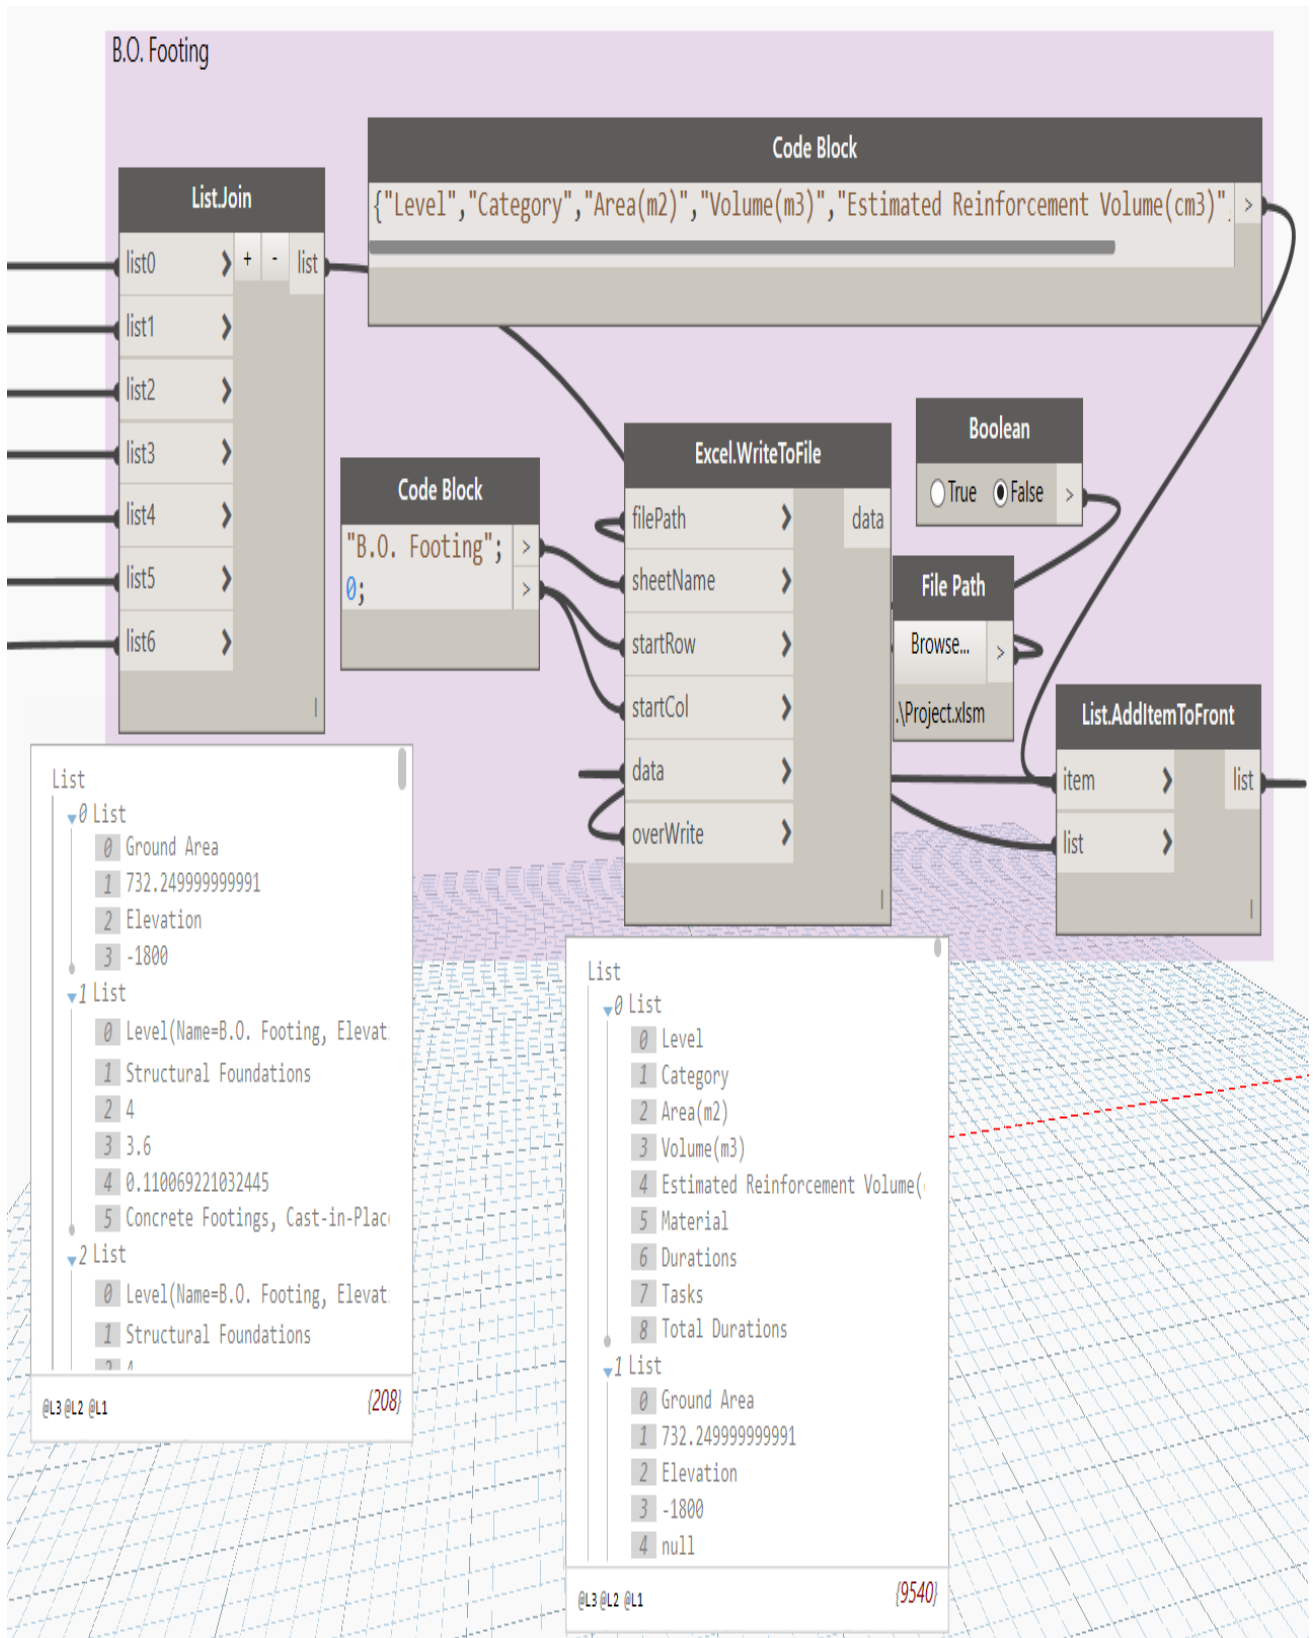 B.O. Footing
Code Block
{"Level","Category","Area(m2)","Volume(m3)","Estimated Reinforcement Volume(cm3)"
>
List.Join
list0 > + - list
list1 >
list2 >
list3 >
list4 >
list5 >
list6 >
Code Block
"B.O. Footing"; >
0; >
Excel.WriteToFile
filePath > data
sheetName >
startRow >
startCol >
data >
overWrite >
Boolean
True False >
File Path
Browse... >
.\Project.xlsm
List.AddItemToFront
item > list
list >
List
0 List
0 Ground Area
1 732.249999999991
2 Elevation
3 -1800
1 List
0 Level(Name=B.O. Footing, Elevat
1 Structural Foundations
2 4
3 3.6
4 0.110069221032445
5 Concrete Footings, Cast-in-Plac
2 List
0 Level(Name=B.O. Footing, Elevat
1 Structural Foundations
2 4
@L3 @L2 @L1 {208}
List
0 List
0 Level
1 Category
2 Area(m2)
3 Volume(m3)
4 Estimated Reinforcement Volume(
5 Material
6 Durations
7 Tasks
8 Total Durations
1 List
0 Ground Area
1 732.249999999991
2 Elevation
3 -1800
4 null
@L3 @L2 @L1 {9540}